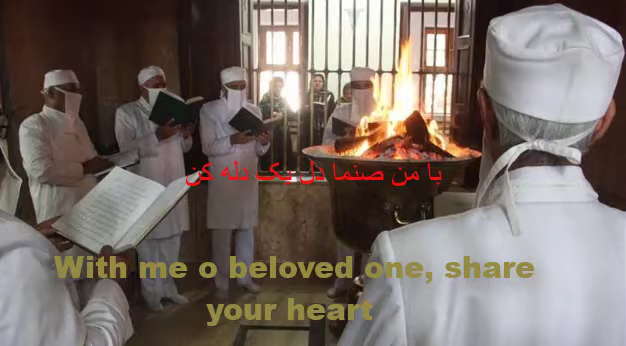 با من صنما دل یک دله کن
With me o beloved one, share
your heart